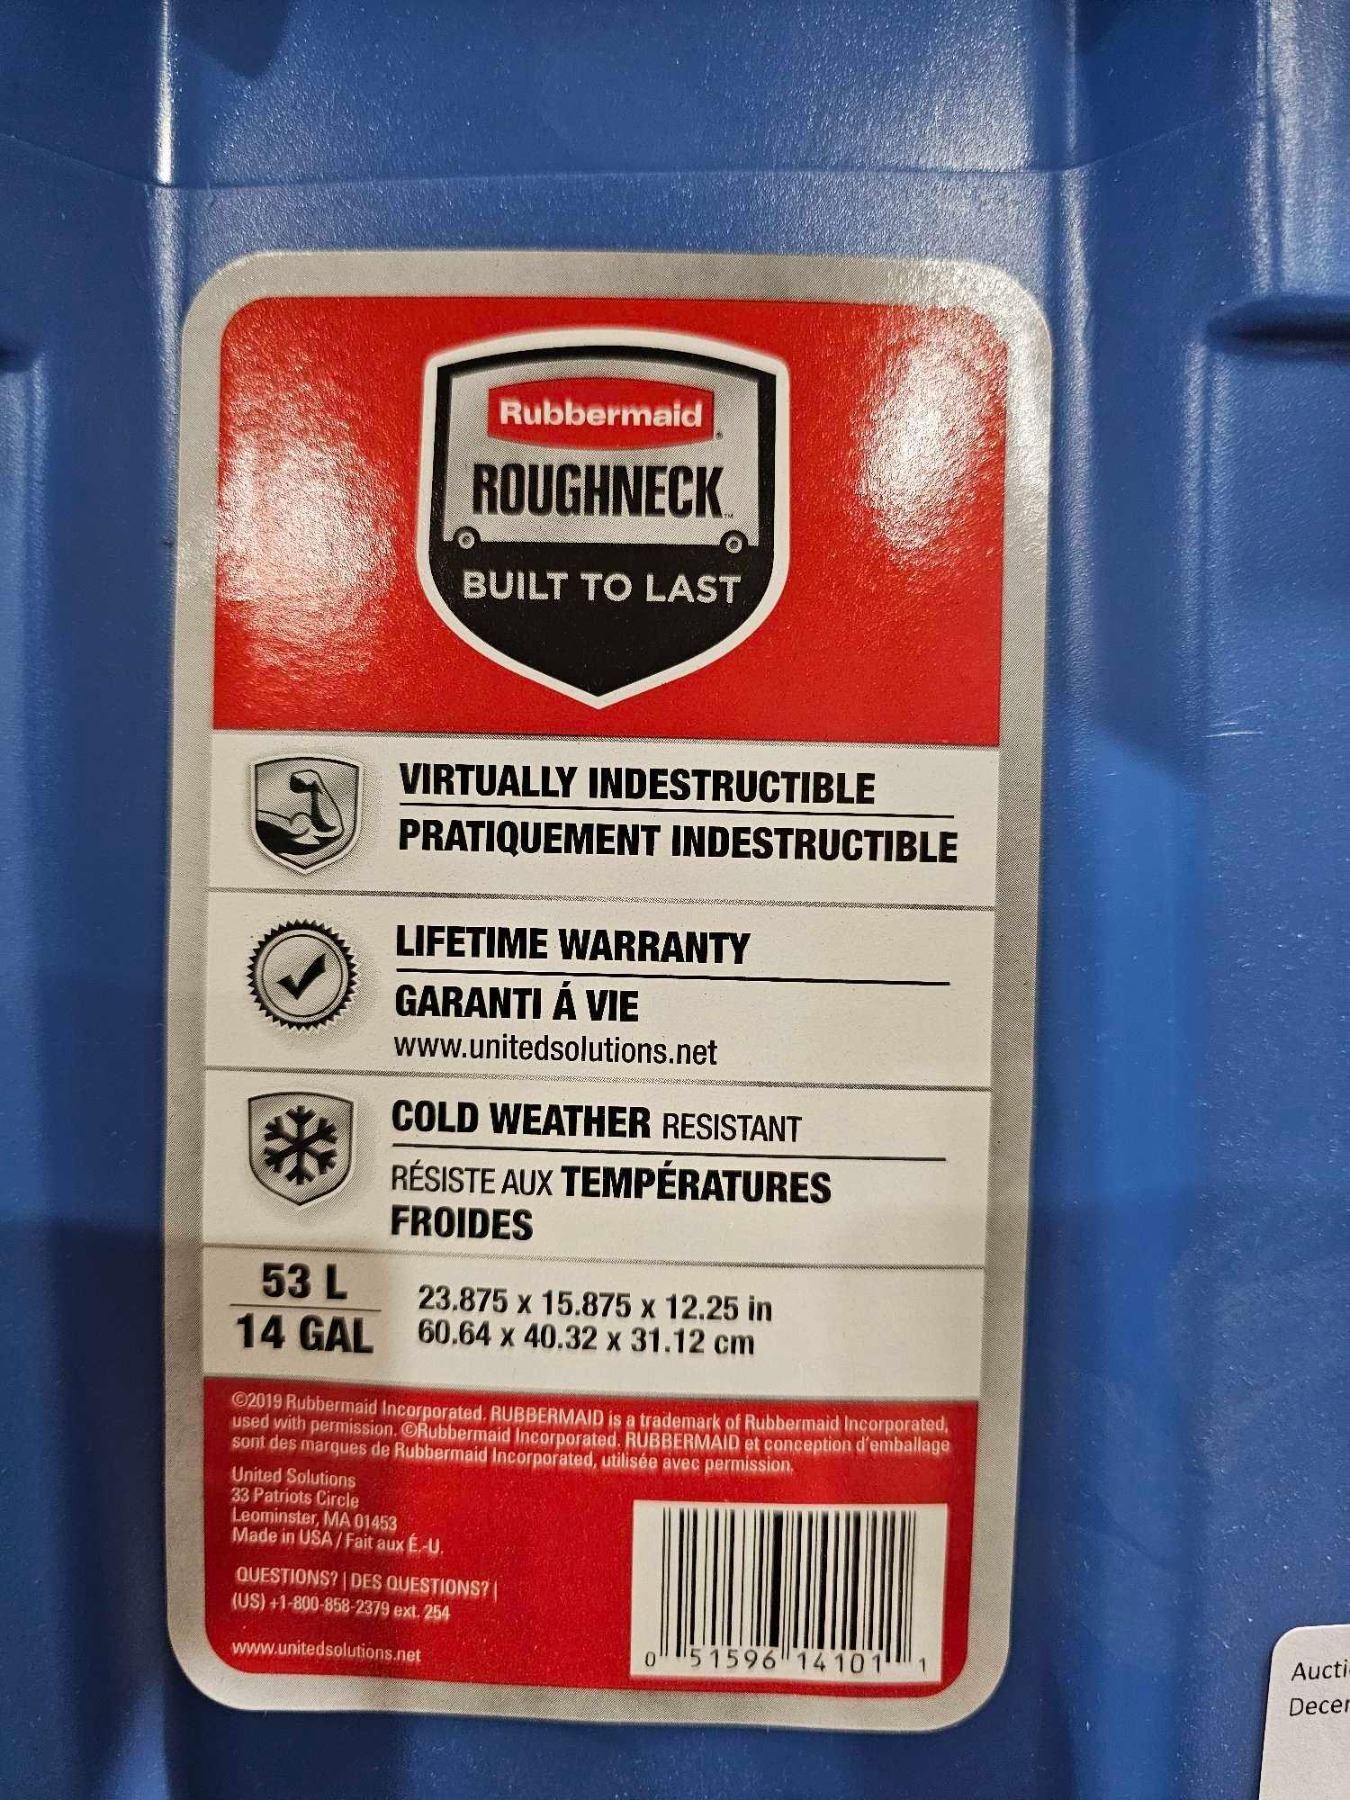 Rubbermaid
ROUGHNECK™
BUILT TO LAST
VIRTUALLY INDESTRUCTIBLE
PRATIQUEMENT INDESTRUCTIBLE
LIFETIME WARRANTY
GARANTI Á VIE
www.unitedsolutions.net
COLD WEATHER RESISTANT
RÉSISTE AUX TEMPÉRATURES
FROIDES
53 L
14 GAL
23.875 x 15.875 x 12.25 in
60.64 x 40.32 x 31.12 cm
©2019 Rubbermaid Incorporated. RUBBERMAID is a trademark of Rubbermaid Incorporated,
used with permission. ©Rubbermaid Incorporated. RUBBERMAID et conception d'emballage
sont des marques de Rubbermaid Incorporated, utilisée avec permission.
United Solutions
33 Patriots Circle
Leominster, MA 01453
Made in USA / Fait aux É.-U.
QUESTIONS? | DES QUESTIONS? |
(US) +1-800-858-2379 ext. 254
www.unitedsolutions.net
0 51596 14101 1